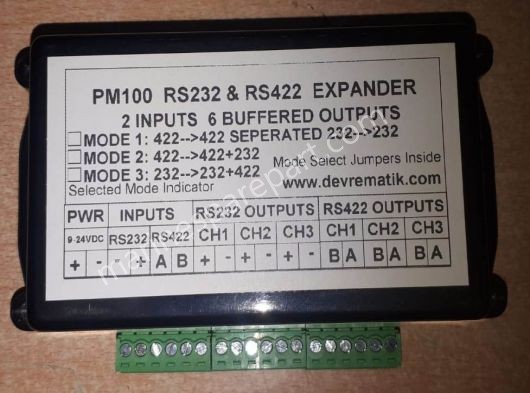 PM100 RS232 & RS422 EXPANDER
2 INPUTS 6 BUFFERED OUTPUTS
MODE 1: 422-->422 SEPERATED 232-->232
MODE 2: 422-->422+232
MODE 3: 232-->232+422
Mode Select Jumpers Inside
Selected Mode Indicator
www.devrematik.com
PWR INPUTS RS232 OUTPUTS RS422 OUTPUTS
9-24VDC RS232 RS422 CH1 CH2 CH3 CH1 CH2 CH3
+ - - + A B + - + - + - B A B A B A